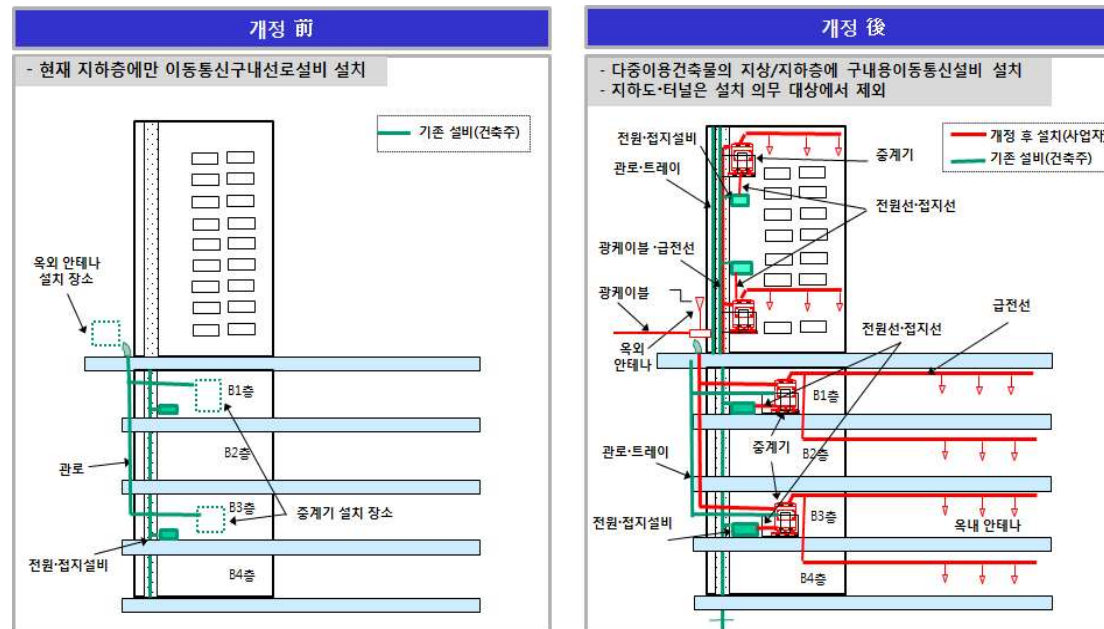 개정 前
- 현재 지하층에만 이동통신구내선로설비 설치
기존 설비(건축주)
옥외 안테나
설치 장소
B1층
B2층
관로
B3층
중계기 설치 장소
전원·접지설비
B4층
개정 後
- 다중이용건축물의 지상/지하층에 구내용이동통신설비 설치
- 지하도·터널은 설치 의무 대상에서 제외
전원·접지설비
개정 후 설치(사업자)
중계기
기존 설비(건축주)
관로·트레이
전원선·접지선
광케이블·급전선
광케이블
급전선
전원선·접지선
옥외
안테나
B1층
관로·트레이
중계기
B2층
B3층
전원·접지설비
옥내 안테나
B4층